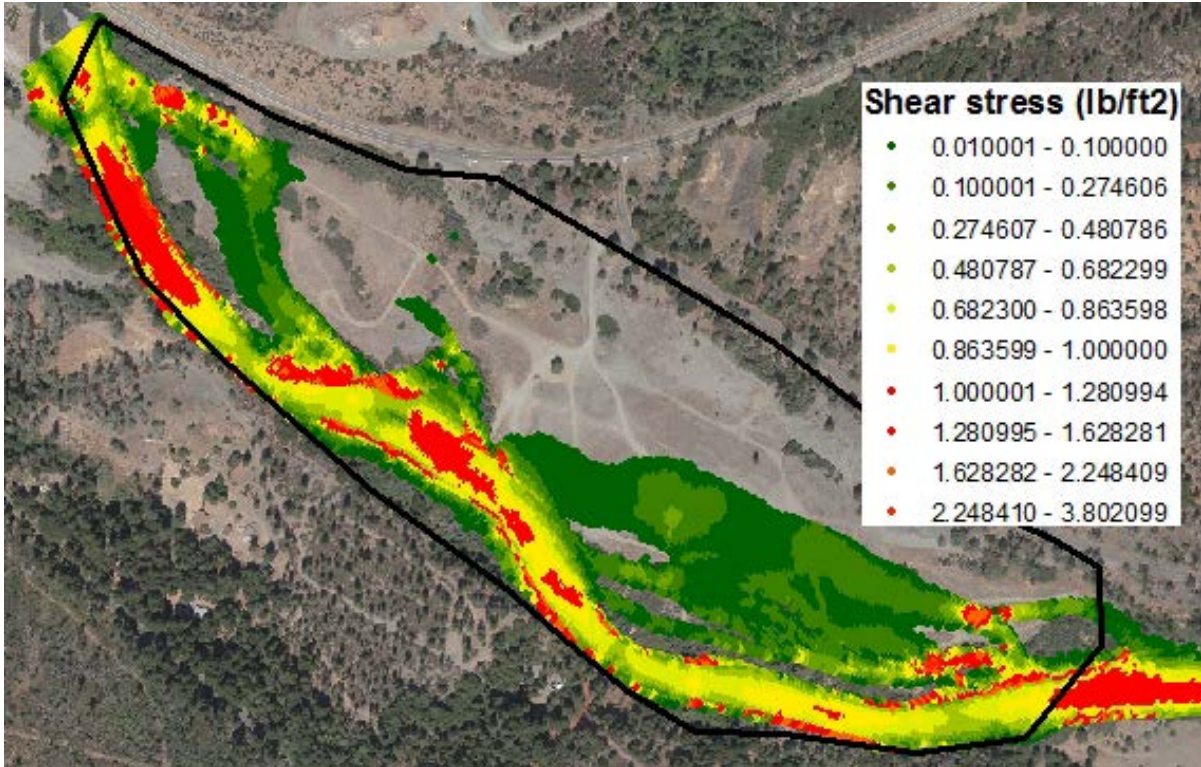 Shear stress (lb/ft2)
0.010001 - 0.100000
0.100001 - 0.274606
0.274607 - 0.480786
0.480787 - 0.682299
0.682300 - 0.863598
0.863599 - 1.000000
1.000001 - 1.280994
1.280995 - 1.628281
1.628282 - 2.248409
2.248410 - 3.802099